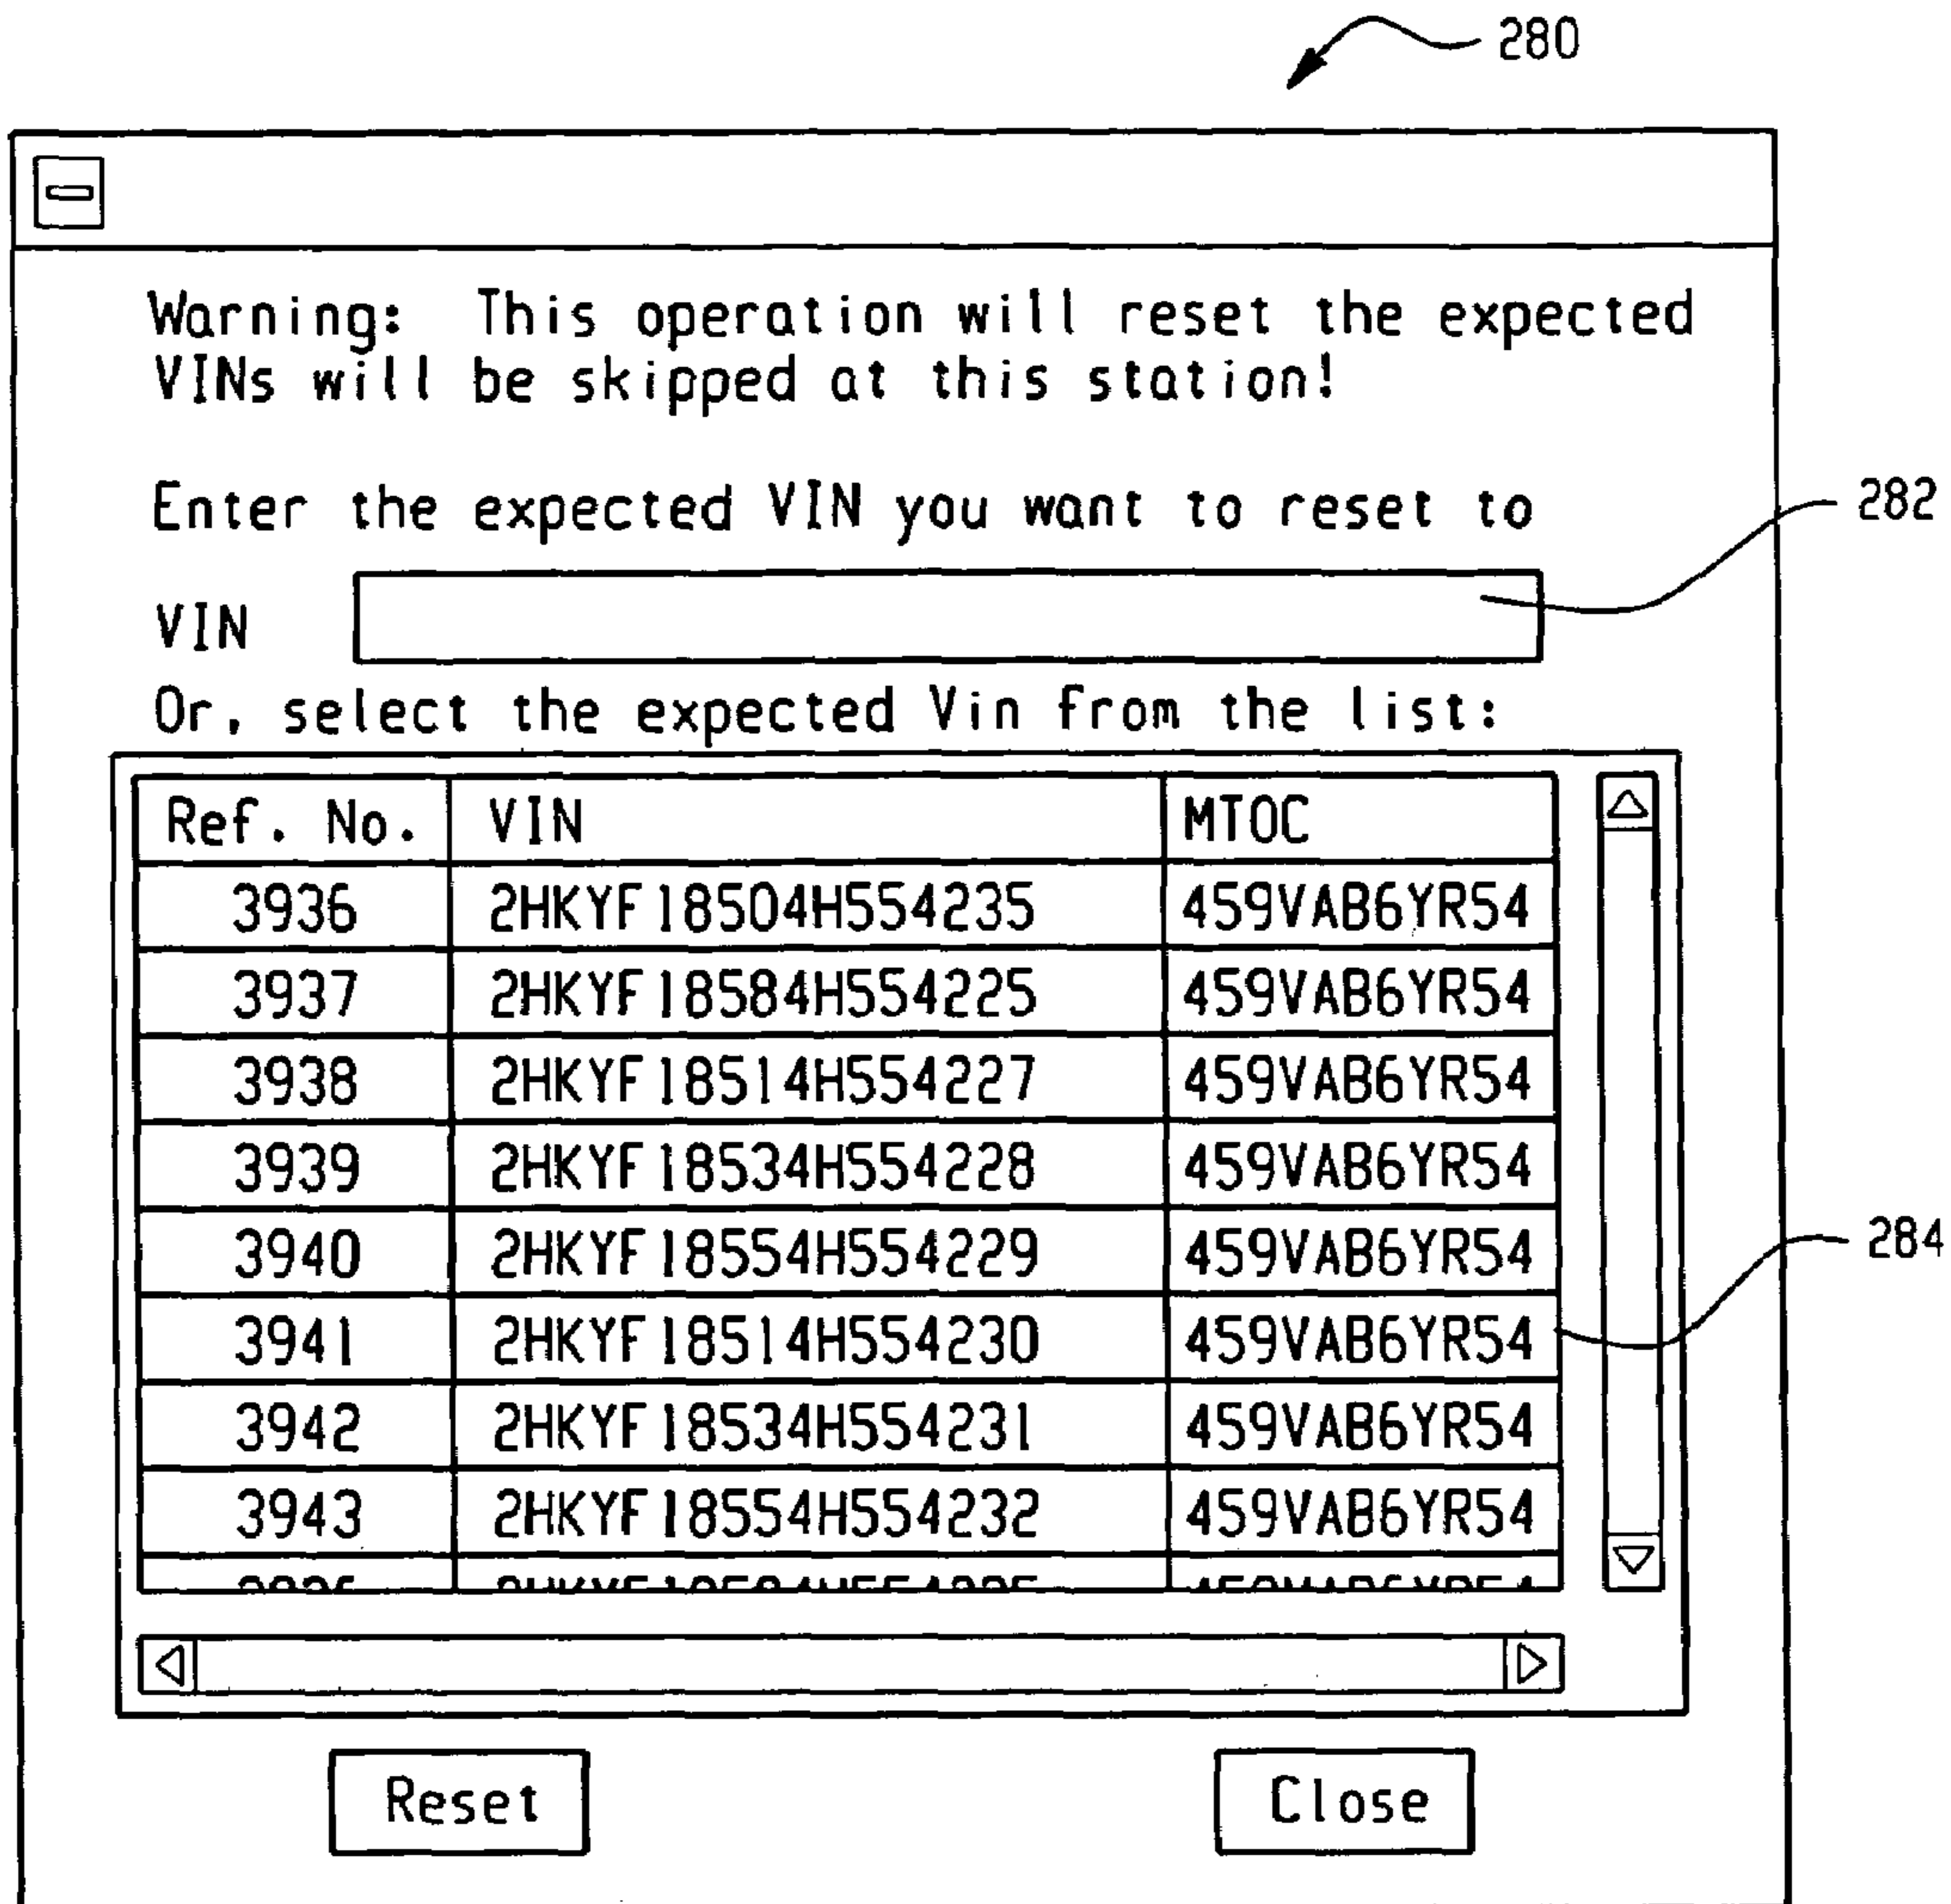 280
Warning: This operation will reset the expected
VINs will be skipped at this station!
Enter the expected VIN you want to reset to
282
VIN
Or, select the expected Vin from the list:
Ref. No. VIN MTOC
3936 2HKYF18504H554235 459VAB6YR54
3937 2HKYF18584H554225 459VAB6YR54
3938 2HKYF18514H554227 459VAB6YR54
3939 2HKYF18534H554228 459VAB6YR54
3940 2HKYF18554H554229 459VAB6YR54
284
3941 2HKYF18514H554230 459VAB6YR54
3942 2HKYF18534H554231 459VAB6YR54
3943 2HKYF18554H554232 459VAB6YR54
Reset Close